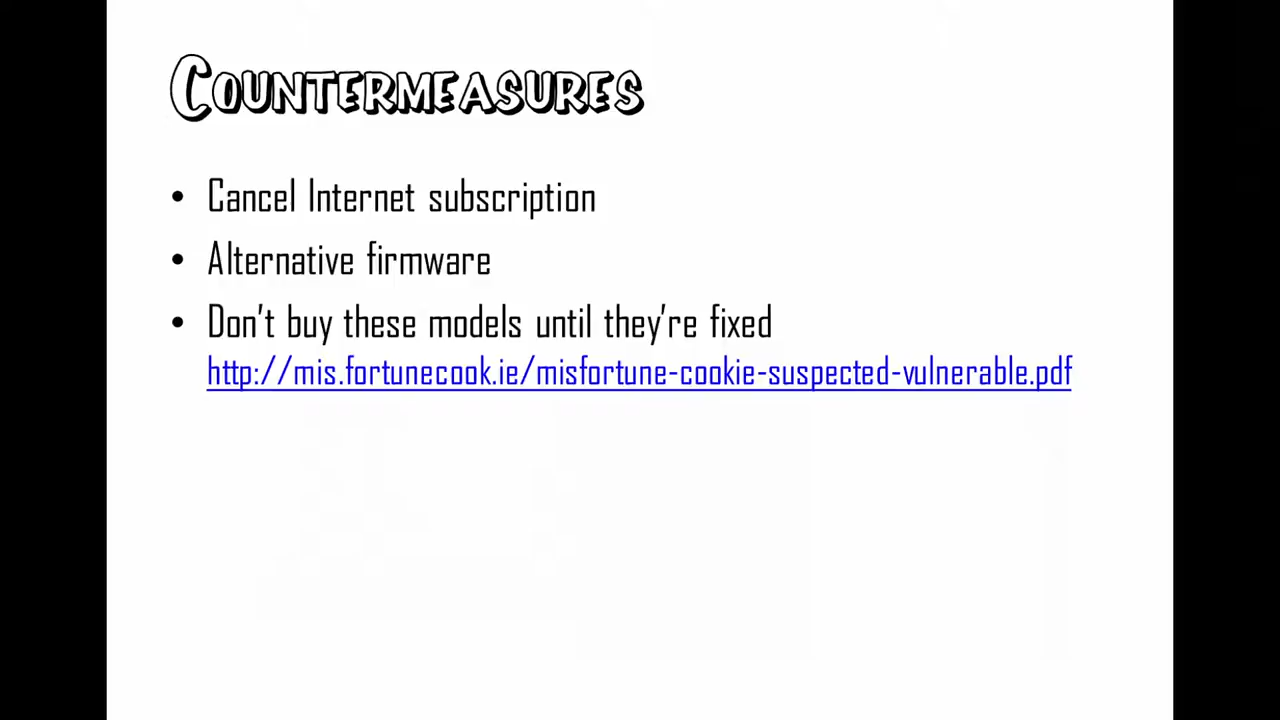 COUNTERMEASURES
• Cancel Internet subscription
• Alternative firmware
• Don't buy these models until they're fixed
http://mis.fortunecook.ie/misfortune-cookie-suspected-vulnerable.pdf